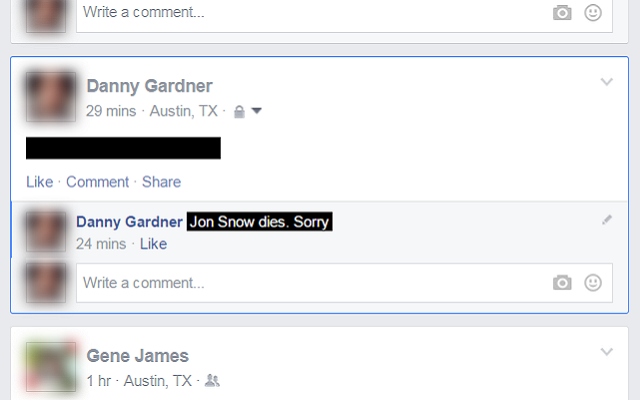 Write a comment...
Danny Gardner
29 mins · Austin, TX ·
Like · Comment · Share
Danny Gardner Jon Snow dies. Sorry
24 mins · Like
Write a comment...
Gene James
1 hr · Austin, TX ·